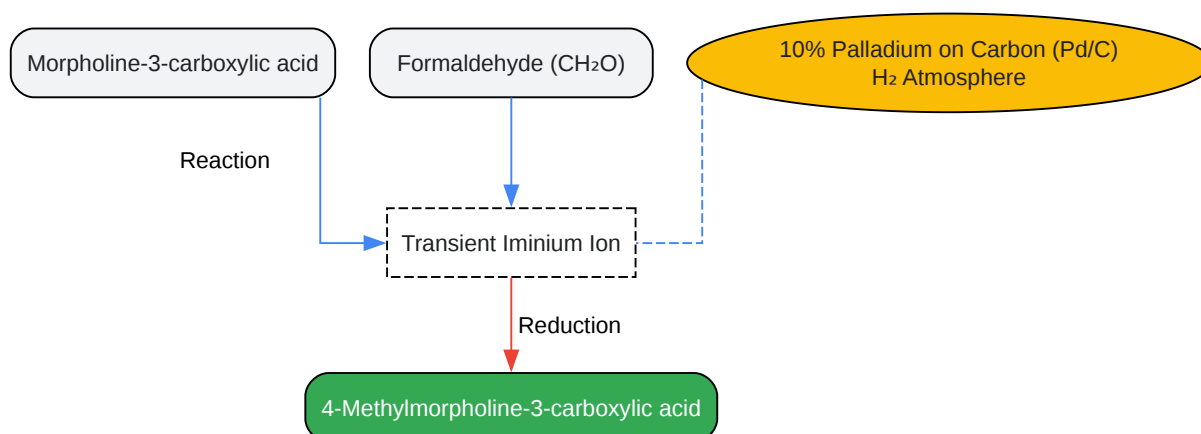 Morpholine-3-carboxylic acid
Formaldehyde (CH₂O)
10% Palladium on Carbon (Pd/C)
H₂ Atmosphere
Reaction
Transient Iminium Ion
Reduction
4-Methylmorpholine-3-carboxylic acid